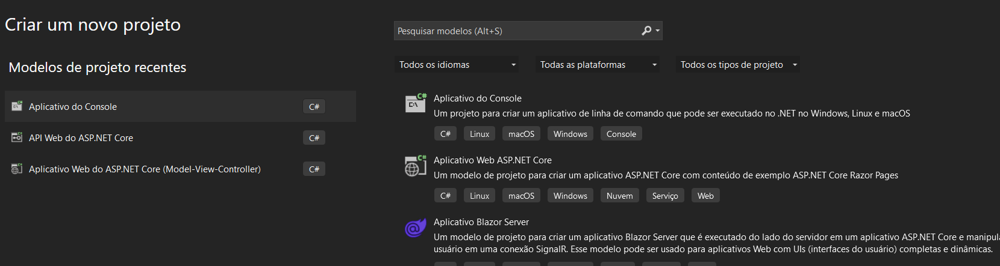 Criar um novo projeto
Modelos de projeto recentes
Aplicativo do Console C#
API Web do ASP.NET Core C#
Aplicativo Web do ASP.NET Core (Model-View-Controller) C#
Pesquisar modelos (Alt+S)
Todos os idiomas Todas as plataformas Todos os tipos de projeto
Aplicativo do Console
Um projeto para criar um aplicativo de linha de comando que pode ser executado no .NET no Windows, Linux e macOS
C# Linux macOS Windows Console
Aplicativo Web ASP.NET Core
Um modelo de projeto para criar um aplicativo ASP.NET Core com conteúdo de exemplo ASP.NET Core Razor Pages
C# Linux macOS Windows Nuvem Serviço Web
Aplicativo Blazor Server
Um modelo de projeto para criar um aplicativo Blazor Server que é executado do lado do servidor em um aplicativo ASP.NET Core e manipula
usuário em uma conexão SignalR. Esse modelo pode ser usado para aplicativos Web com UIs (interfaces do usuário) completas e dinâmicas.